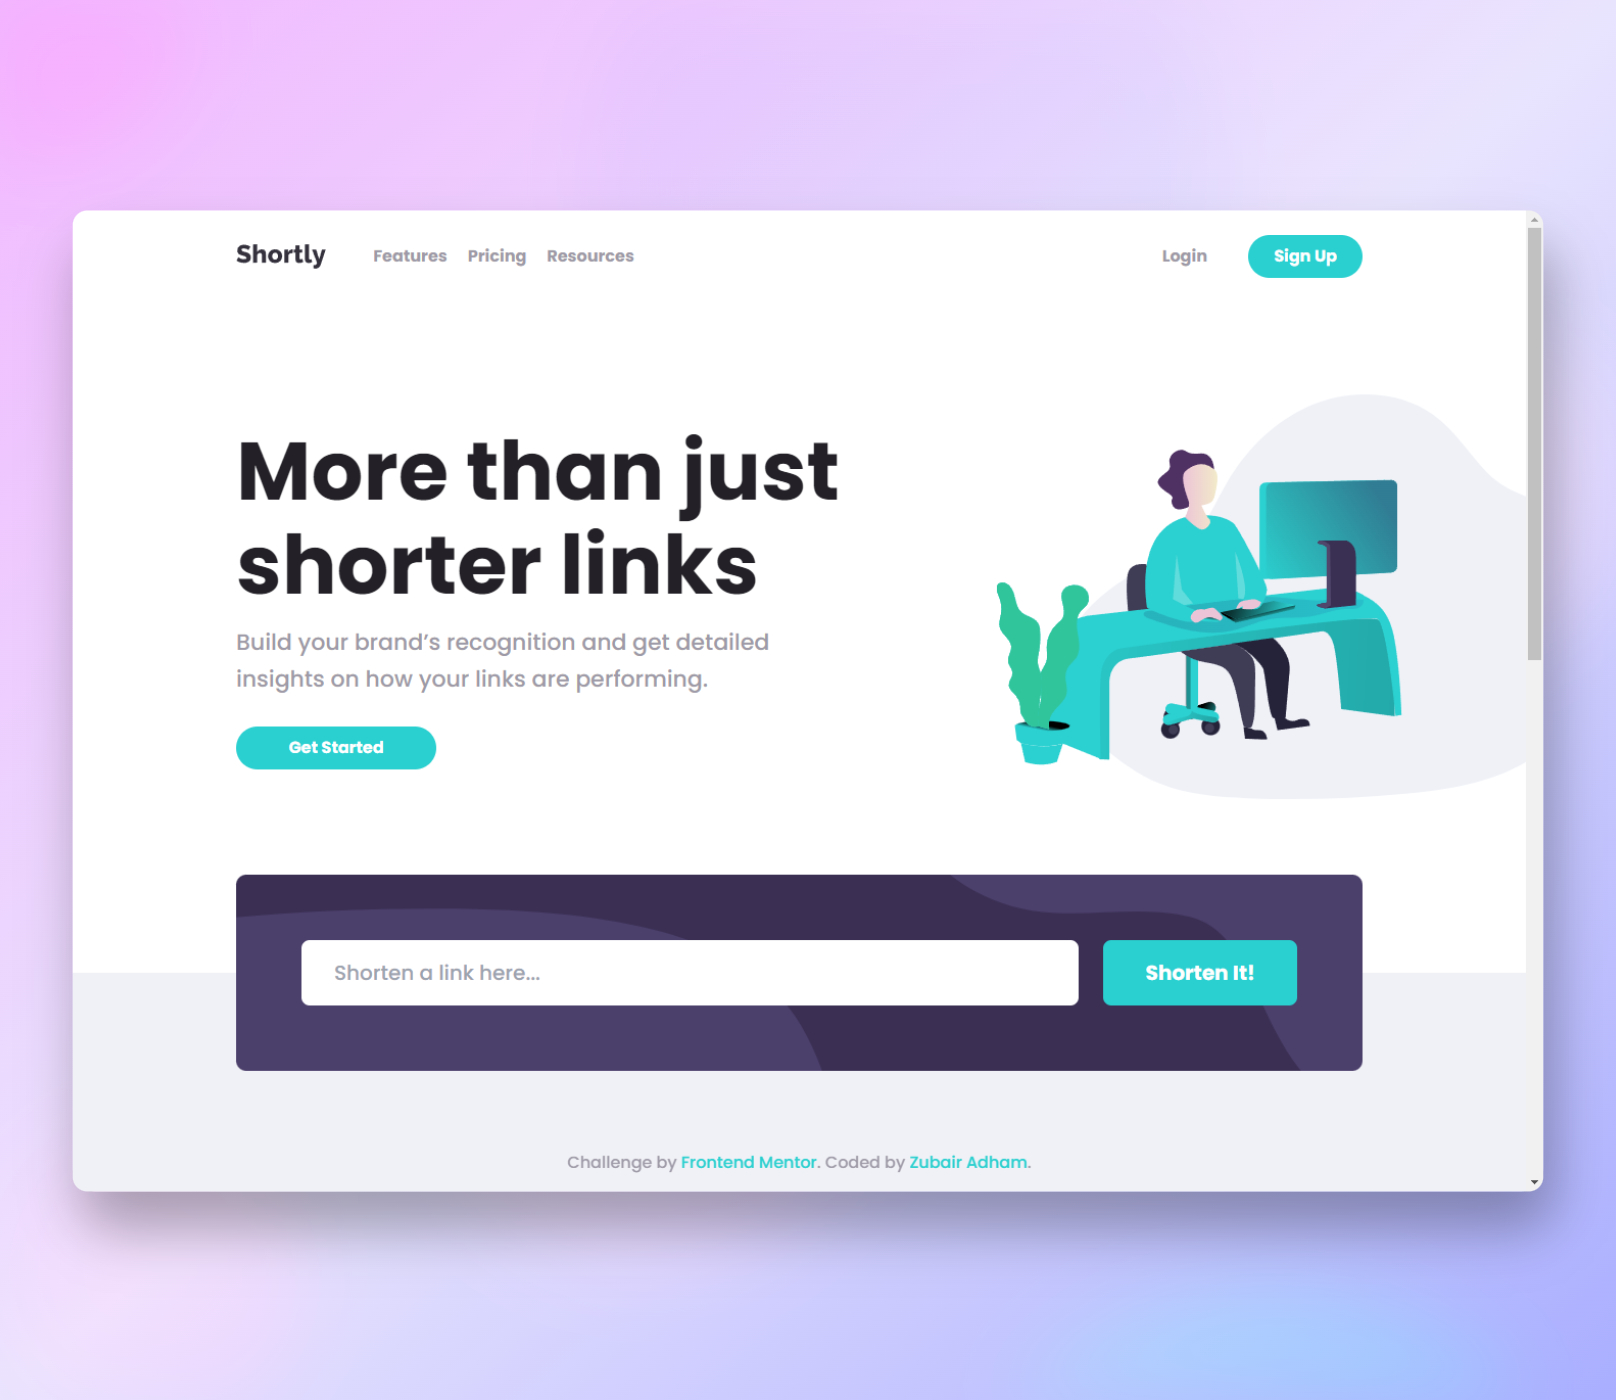 Shortly Features Pricing Resources Login Sign Up
More than just
shorter links
Build your brand’s recognition and get detailed
insights on how your links are performing.
Get Started
Shorten a link here... Shorten It!
Challenge by Frontend Mentor. Coded by Zubair Adham.